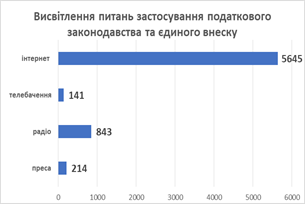 Висвітлення питань застосування податкового
законодавства та єдиного внеску
інтернет 5645
телебачення 141
радіо 843
преса 214
0 1000 2000 3000 4000 5000 6000